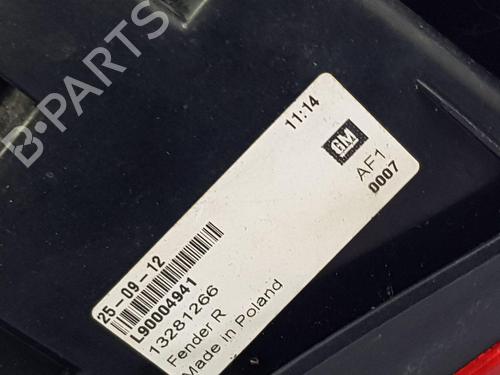 B-PARTS
25-09-12
11:14
L90004941
13281266
Fender R
Made in Poland
GM
AF1
0007